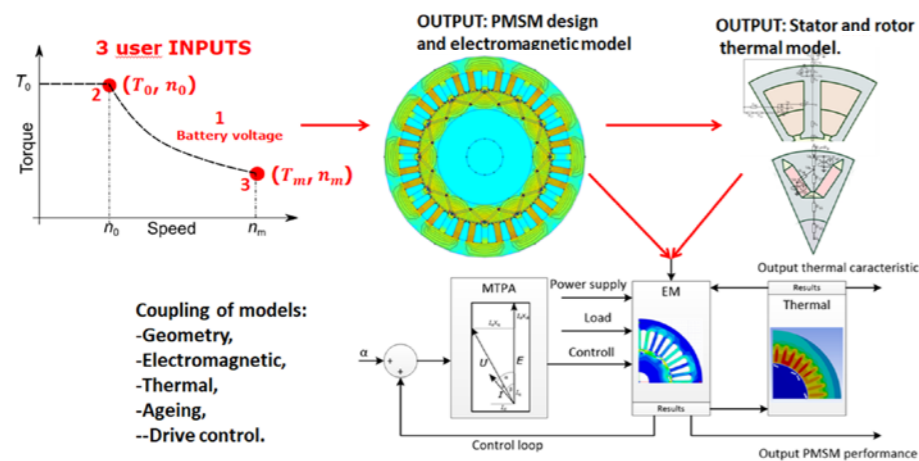 3 user INPUTS
T₀
2
(T₀, n₀)
1
Battery voltage
3
(Tₘ, nₘ)
Torque
n₀
Speed
nₘ
OUTPUT: PMSM design
and electromagnetic model
OUTPUT: Stator and rotor
thermal model.
Coupling of models:
-Geometry,
-Electromagnetic,
-Thermal,
-Ageing,
--Drive control.
α
+
+
MTPA
U
E
Power supply
Load
Controll
EM
Results
Output thermal caracteristic
Results
Thermal
Control loop
Output PMSM performance